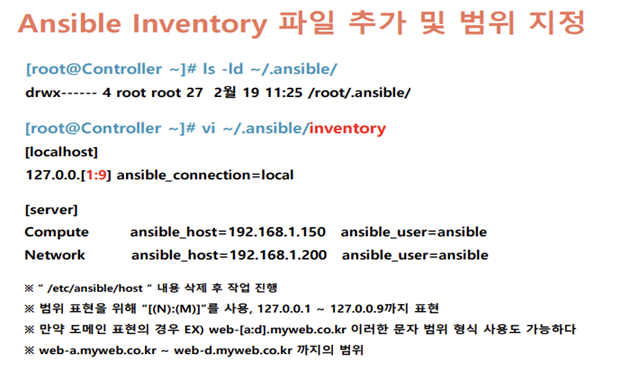 Ansible Inventory 파일 추가 및 범위 지정
[root@Controller ~]# ls -ld ~/.ansible/
drwx------ 4 root root 27  2월 19 11:25 /root/.ansible/
[root@Controller ~]# vi ~/.ansible/inventory
[localhost]
127.0.0.[1:9] ansible_connection=local
[server]
Compute ansible_host=192.168.1.150 ansible_user=ansible
Network ansible_host=192.168.1.200 ansible_user=ansible
※ “ /etc/ansible/host “ 내용 삭제 후 작업 진행
※ 범위 표현을 위해 “[(N):(M)]”를 사용, 127.0.0.1 ~ 127.0.0.9까지 표현
※ 만약 도메인 표현의 경우 EX) web-[a:d].myweb.co.kr 이러한 문자 범위 형식 사용도 가능하다
※ web-a.myweb.co.kr ~ web-d.myweb.co.kr 까지의 범위